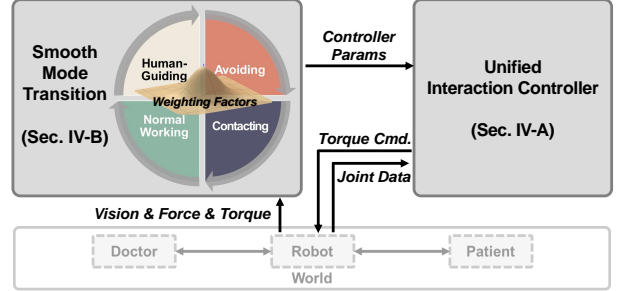 Smooth
Mode
Transition
(Sec. IV-B)
Human-
Guiding
Avoiding
Weighting Factors
Normal
Working
Contacting
Controller
Params
Unified
Interaction Controller
(Sec. IV-A)
Torque Cmd.
Joint Data
Vision & Force & Torque
Doctor
Robot
Patient
World